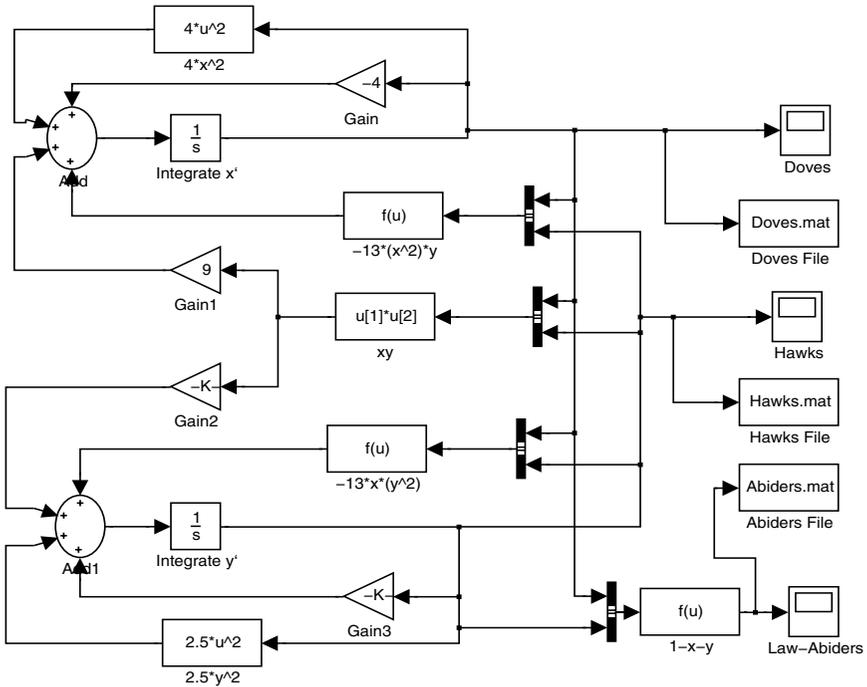 4*u^2
4*x^2
−4
Gain
+
+
+
+
Add
1
s
Integrate x‘
Doves
f(u)
−13*(x^2)*y
Doves.mat
Doves File
9
Gain1
u[1]*u[2]
xy
Hawks
−K−
Gain2
Hawks.mat
Hawks File
f(u)
−13*x*(y^2)
Abiders.mat
Abiders File
+
+
+
+
Add1
1
s
Integrate y‘
−K−
Gain3
f(u)
1−x−y
Law−Abiders
2.5*u^2
2.5*y^2